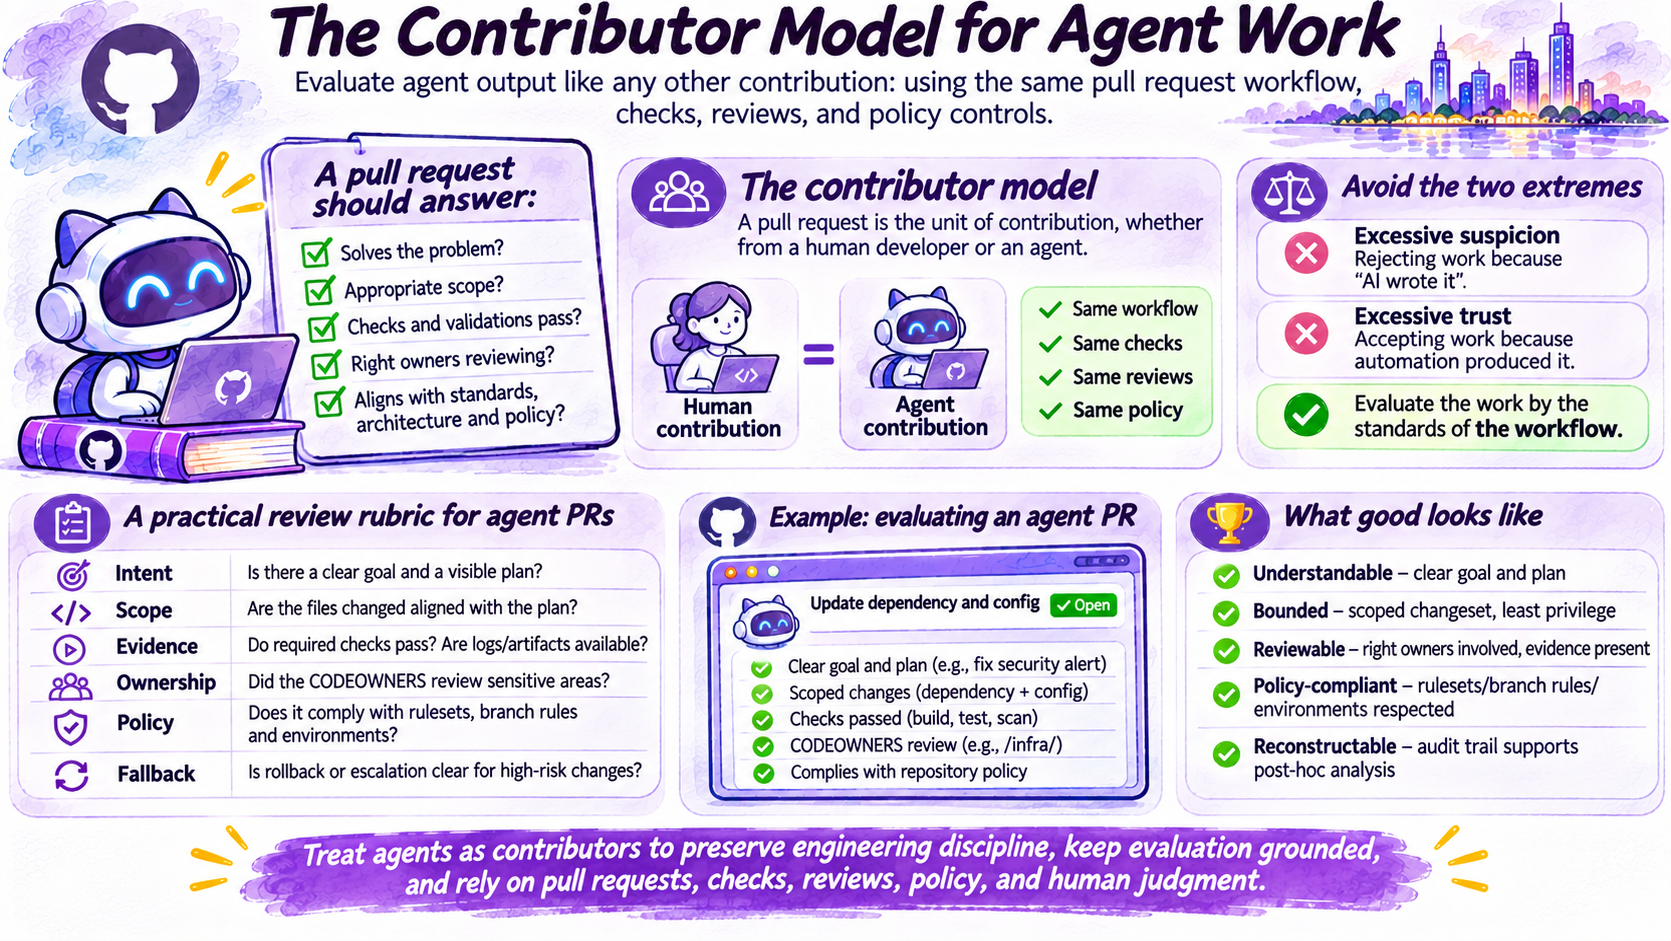 The Contributor Model for Agent Work
Evaluate agent output like any other contribution: using the same pull request workflow,
checks, reviews, and policy controls.
A pull request
should answer:
Solves the problem?
Appropriate scope?
Checks and validations pass?
Right owners reviewing?
Aligns with standards,
architecture and policy?
The contributor model
A pull request is the unit of contribution, whether
from a human developer or an agent.
</>
Human
contribution
=
Agent
contribution
Same workflow
Same checks
Same reviews
Same policy
Avoid the two extremes
Excessive suspicion
Rejecting work because
“AI wrote it”.
Excessive trust
Accepting work because
automation produced it.
Evaluate the work by the
standards of the workflow.
A practical review rubric for agent PRs
Intent Is there a clear goal and a visible plan?
</> Scope Are the files changed aligned with the plan?
Evidence Do required checks pass? Are logs/artifacts available?
Ownership Did the CODEOWNERS review sensitive areas?
Policy Does it comply with rulesets, branch rules
and environments?
Fallback Is rollback or escalation clear for high-risk changes?
Example: evaluating an agent PR
Update dependency and config Open
Clear goal and plan (e.g., fix security alert)
Scoped changes (dependency + config)
Checks passed (build, test, scan)
CODEOWNERS review (e.g., /infra/)
Complies with repository policy
What good looks like
Understandable – clear goal and plan
Bounded – scoped changeset, least privilege
Reviewable – right owners involved, evidence present
Policy-compliant – rulesets/branch rules/
environments respected
Reconstructable – audit trail supports
post-hoc analysis
Treat agents as contributors to preserve engineering discipline, keep evaluation grounded,
and rely on pull requests, checks, reviews, policy, and human judgment.